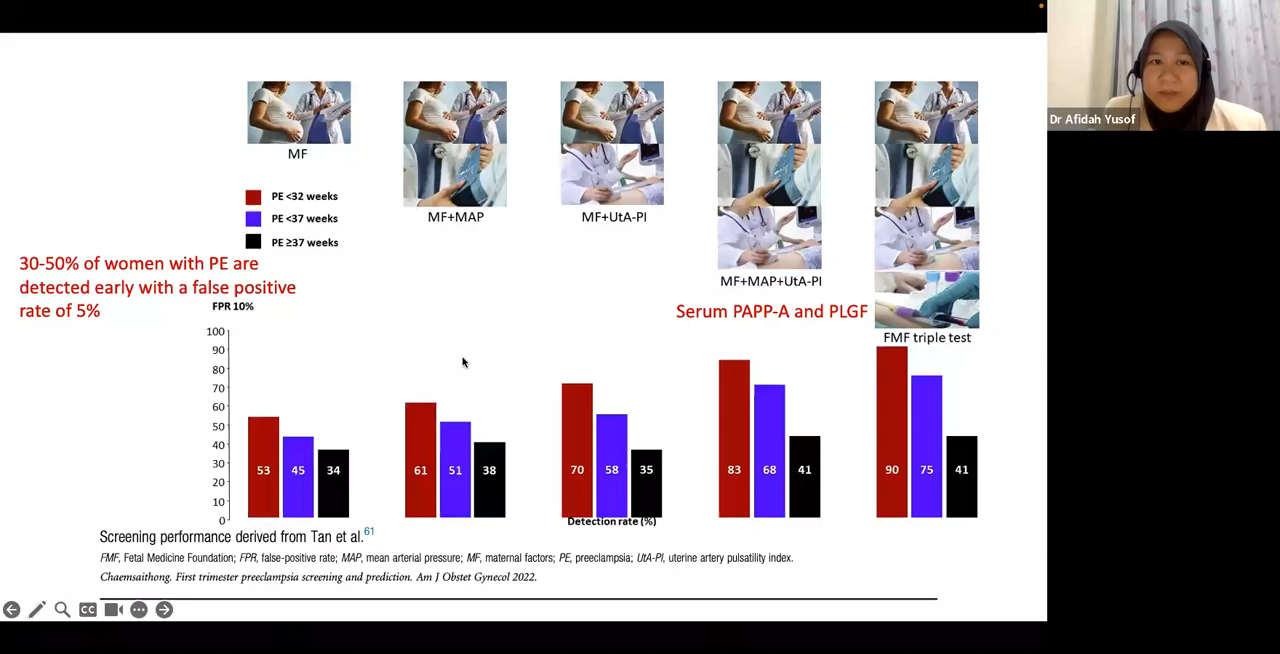 Dr Afidah Yusof
MF
MF+MAP
MF+UtA-PI
MF+MAP+UtA-PI
FMF triple test
PE <32 weeks
PE <37 weeks
PE ≥37 weeks
30-50% of women with PE are
detected early with a false positive
rate of 5%
Serum PAPP-A and PLGF
FPR 10%
100
90
80
70
60
50
40
30
20
10
0
53 45 34
61 51 38
70 58 35
83 68 41
90 75 41
Detection rate (%)
Screening performance derived from Tan et al.61
FMF, Fetal Medicine Foundation; FPR, false-positive rate; MAP, mean arterial pressure; MF, maternal factors; PE, preeclampsia; UtA-PI, uterine artery pulsatility index.
Chaemsaithong. First trimester preeclampsia screening and prediction. Am J Obstet Gynecol 2022.
CC